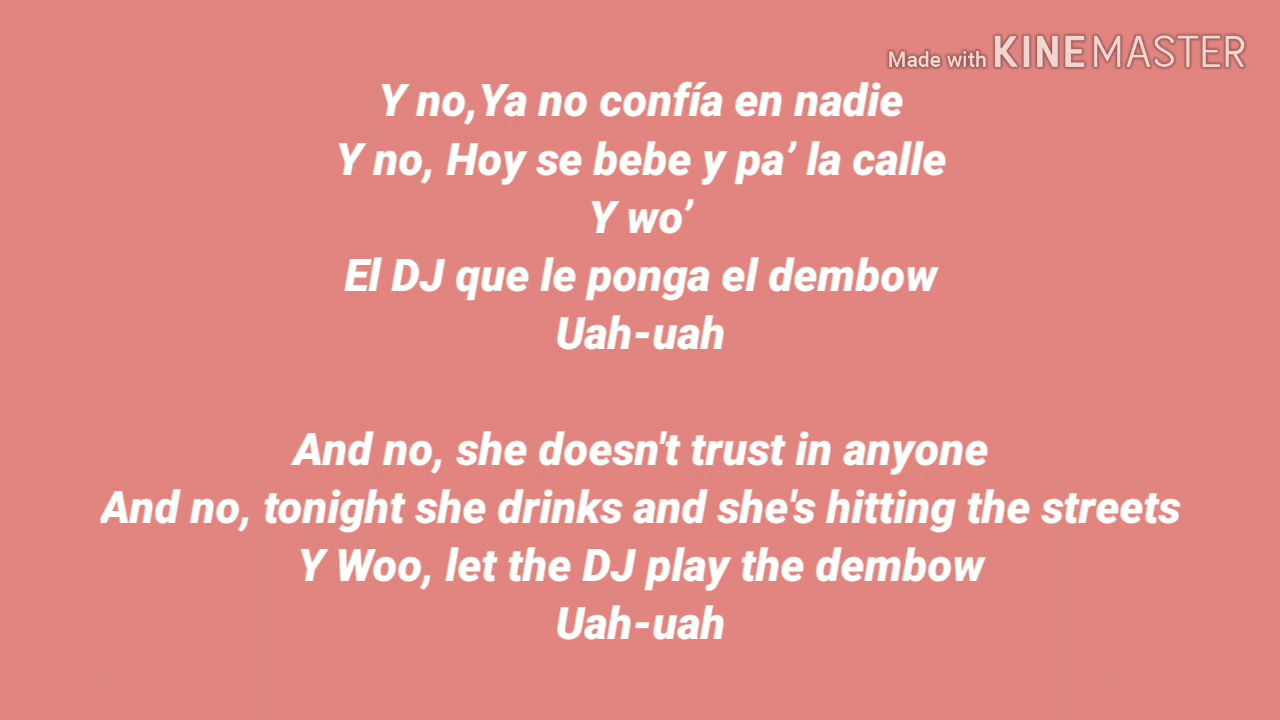 Made with KINEMASTER
Y no,Ya no confía en nadie
Y no, Hoy se bebe y pa’ la calle
Y wo’
El DJ que le ponga el dembow
Uah-uah
And no, she doesn't trust in anyone
And no, tonight she drinks and she's hitting the streets
Y Woo, let the DJ play the dembow
Uah-uah